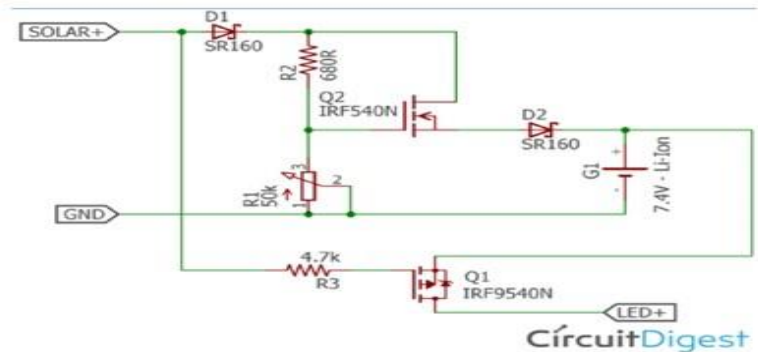 D1
SOLAR+
SR160
R2
680R
Q2
IRF540N
D2
SR160
3
2
R1
50k
1
G1
+
-
7.4V - Li-Ion
GND
4.7k
R3
Q1
IRF9540N
LED+
CircuitDigest